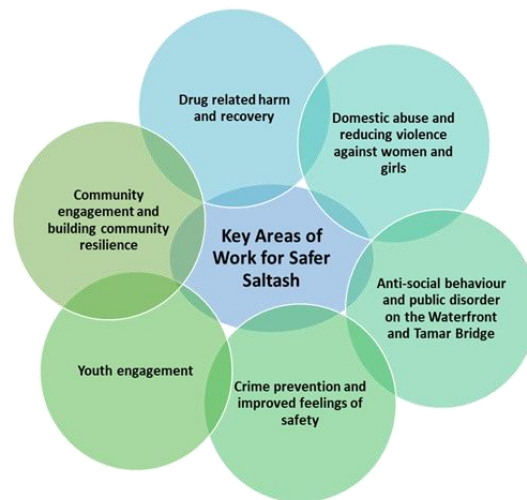 Drug related harm
and recovery
Domestic abuse and
reducing violence
against women and
girls
Community
engagement and
building community
resilience
Key Areas of
Work for Safer
Saltash
Anti-social behaviour
and public disorder
on the Waterfront
and Tamar Bridge
Youth engagement
Crime prevention and
improved feelings of
safety